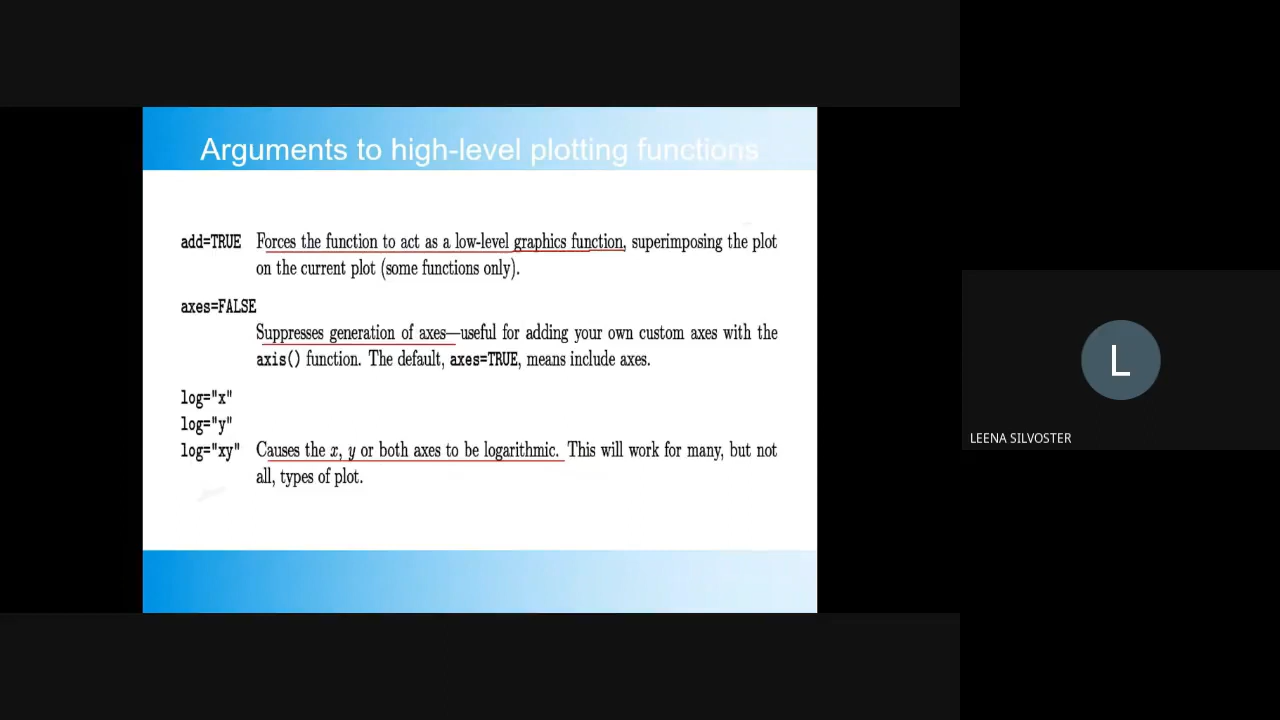 Arguments to high-level plotting functions
add=TRUE Forces the function to act as a low-level graphics function, superimposing the plot
on the current plot (some functions only).
axes=FALSE
Suppresses generation of axes—useful for adding your own custom axes with the
axis() function. The default, axes=TRUE, means include axes.
log="x"
log="y"
log="xy" Causes the x, y or both axes to be logarithmic. This will work for many, but not
all, types of plot.
L
LEENA SILVOSTER